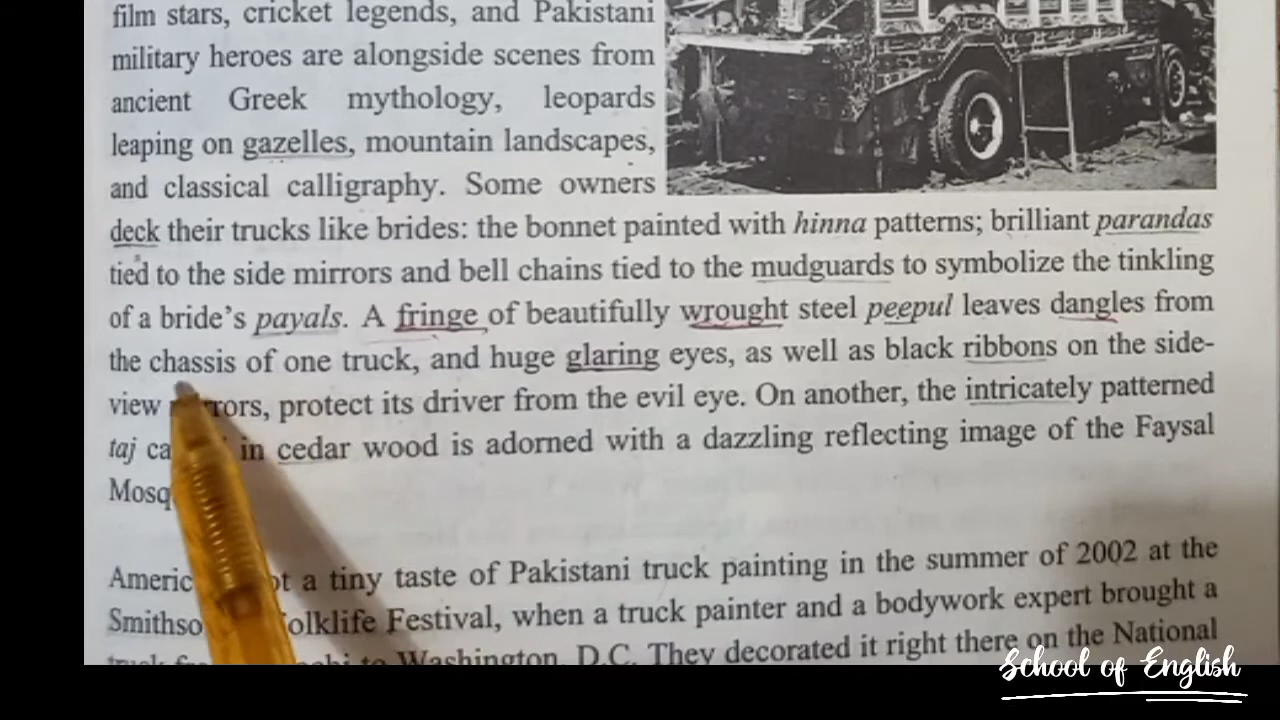 film stars, cricket legends, and Pakistani
military heroes are alongside scenes from
ancient Greek mythology, leopards
leaping on gazelles, mountain landscapes,
and classical calligraphy. Some owners
deck their trucks like brides: the bonnet painted with hinna patterns; brilliant parandas
tied to the side mirrors and bell chains tied to the mudguards to symbolize the tinkling
of a bride's payals. A fringe of beautifully wrought steel peepul leaves dangles from
the chassis of one truck, and huge glaring eyes, as well as black ribbons on the side-
view rors, protect its driver from the evil eye. On another, the intricately patterned
taj ca in cedar wood is adorned with a dazzling reflecting image of the Faysal
Mosq
Americ ot a tiny taste of Pakistani truck painting in the summer of 2002 at the
Smithso olklife Festival, when a truck painter and a bodywork expert brought a
truck to Washington, D.C. They decorated it right there on the National
School of English